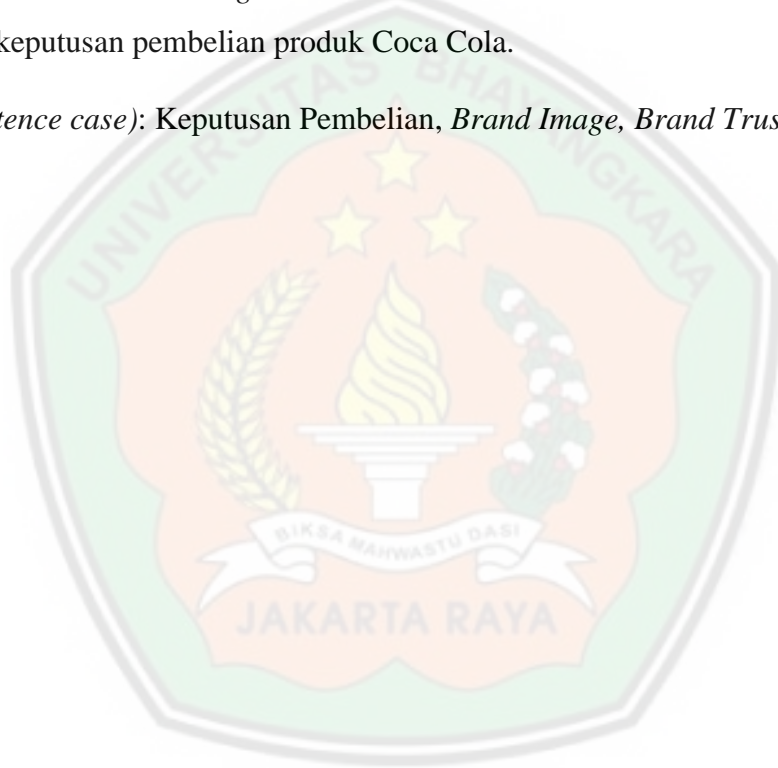 keputusan pembelian produk Coca Cola.
tence case): Keputusan Pembelian, Brand Image, Brand Trus
UNIVERSITAS BHAYANGKARA
BIKSA MAHWASTU DASI
JAKARTA RAYA